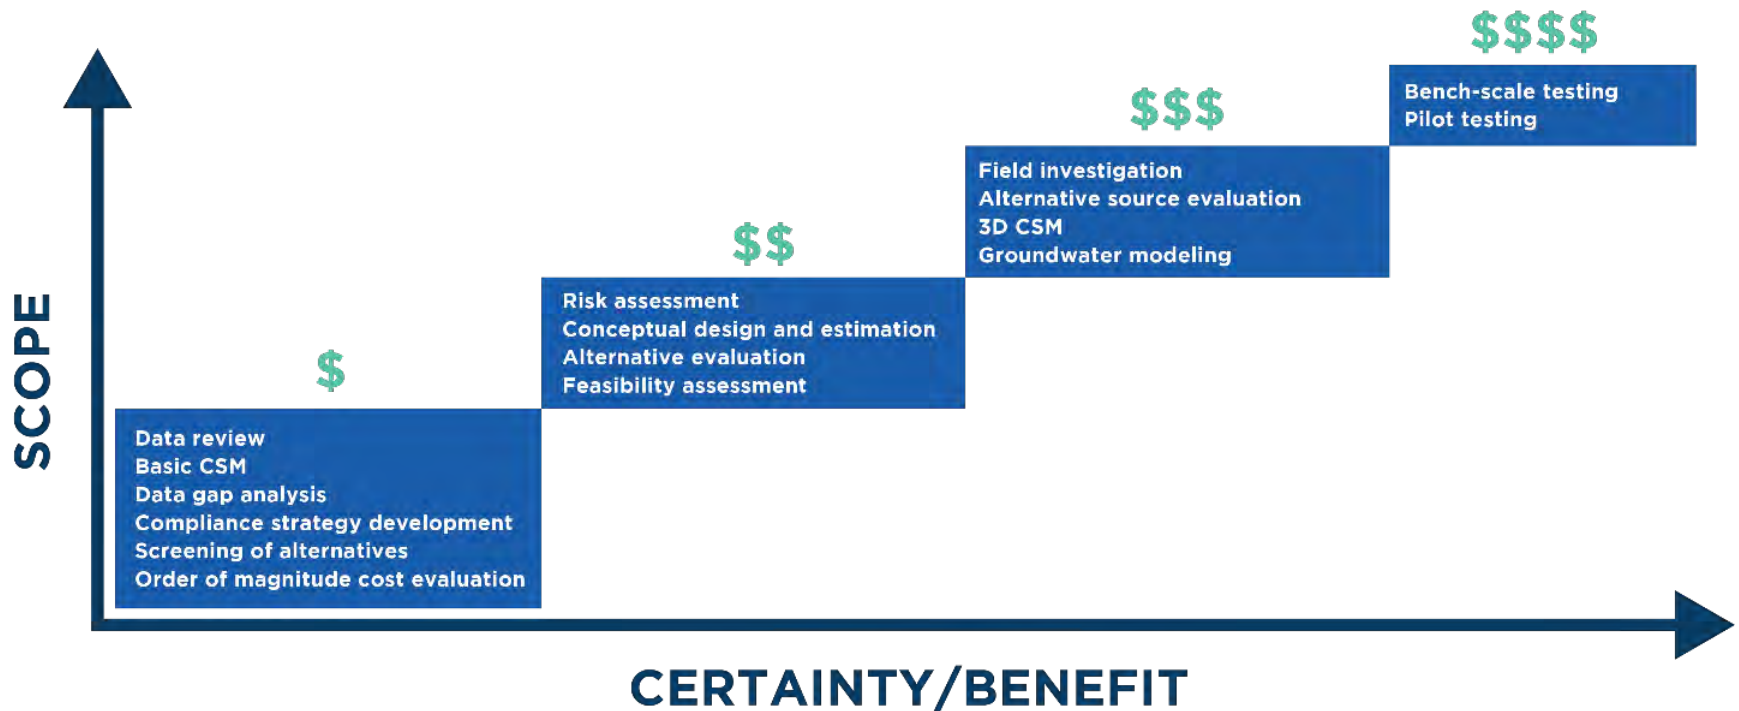 $$$$
Bench-scale testing
Pilot testing
$$$
Field investigation
Alternative source evaluation
3D CSM
Groundwater modeling
$$
Risk assessment
Conceptual design and estimation
Alternative evaluation
Feasibility assessment
$
Data review
Basic CSM
Data gap analysis
Compliance strategy development
Screening of alternatives
Order of magnitude cost evaluation
SCOPE
CERTAINTY/BENEFIT